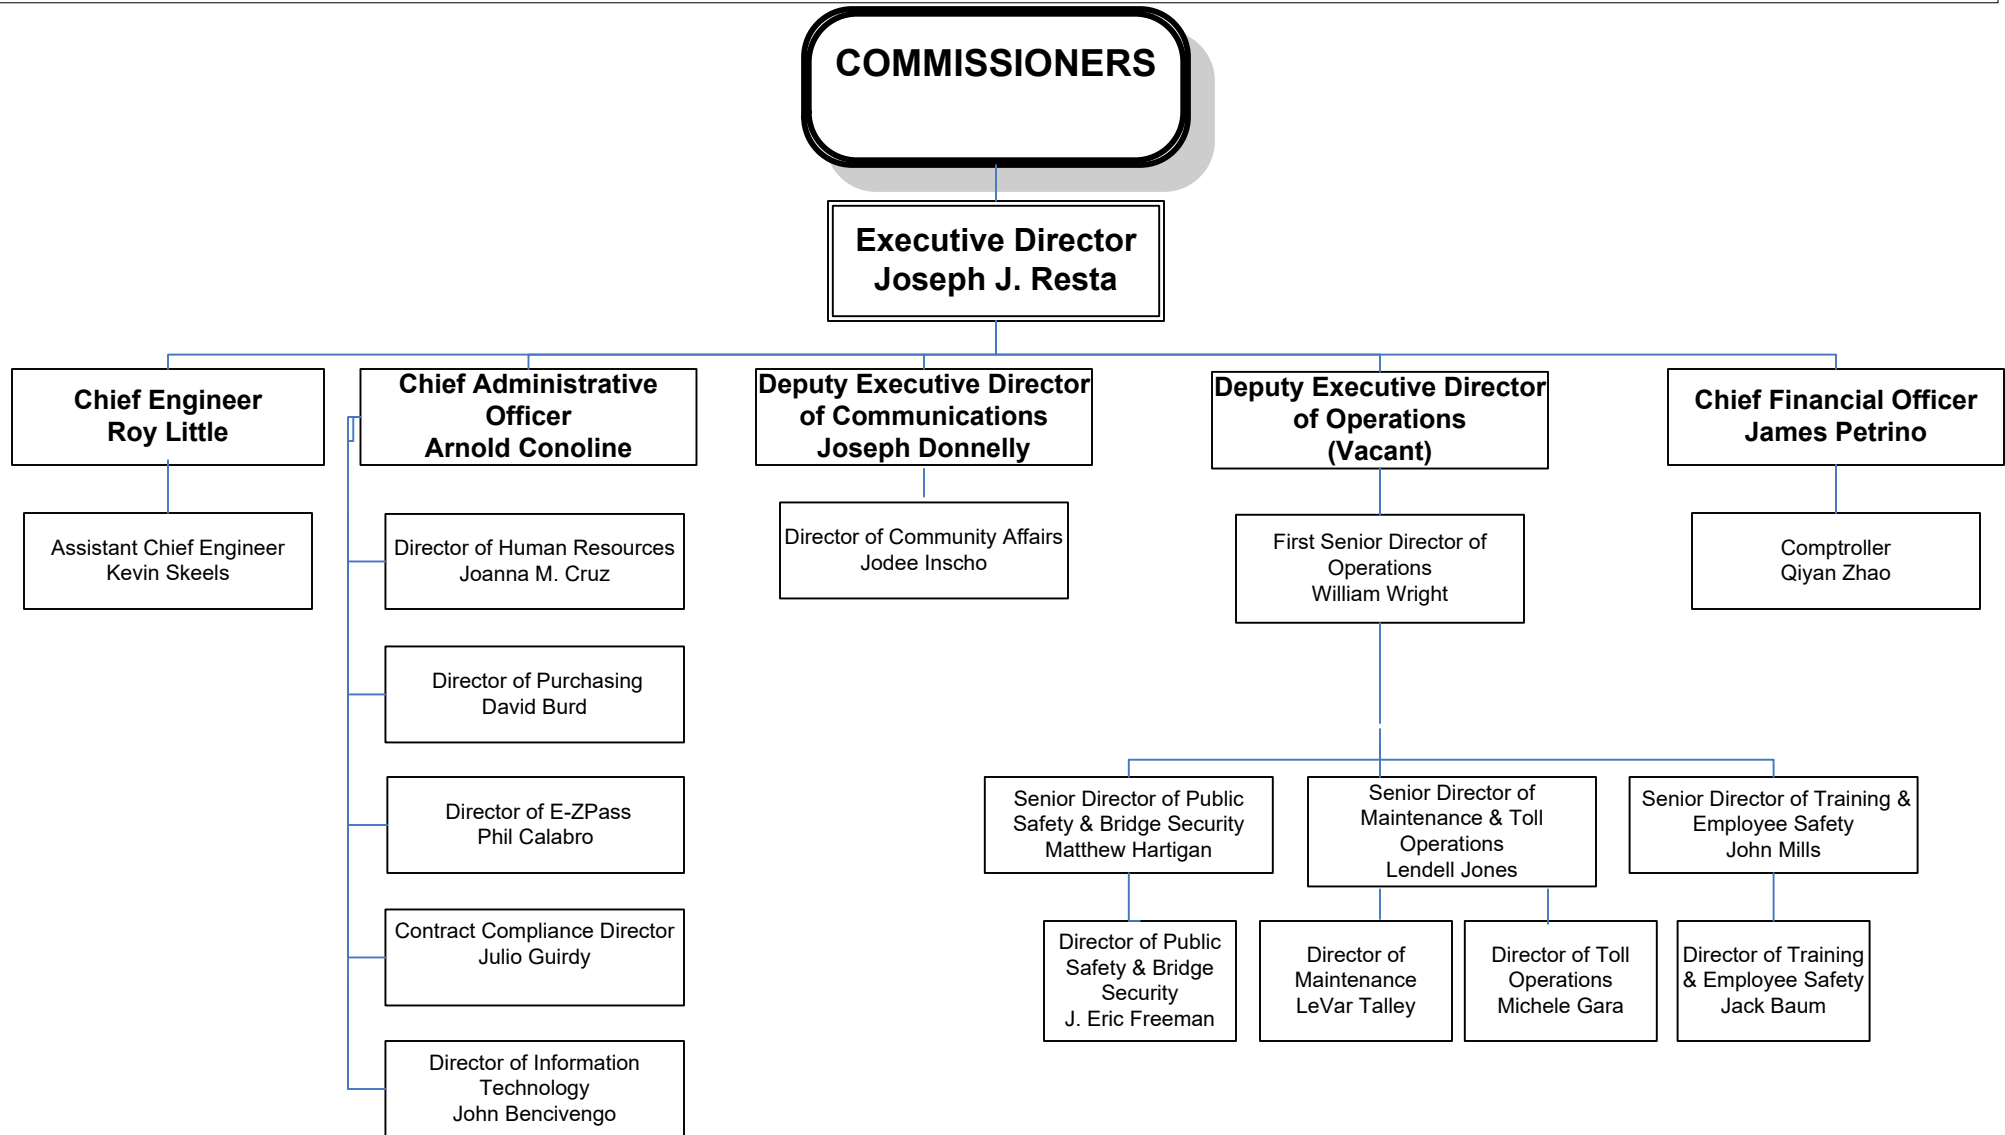 COMMISSIONERS
Executive Director
Joseph J. Resta
Chief Engineer
Roy Little
Chief Administrative
Officer
Arnold Conoline
Deputy Executive Director
of Communications
Joseph Donnelly
Deputy Executive Director
of Operations
(Vacant)
Chief Financial Officer
James Petrino
Assistant Chief Engineer
Kevin Skeels
Director of Human Resources
Joanna M. Cruz
Director of Community Affairs
Jodee Inscho
First Senior Director of
Operations
William Wright
Comptroller
Qiyan Zhao
Director of Purchasing
David Burd
Director of E-ZPass
Phil Calabro
Senior Director of Public
Safety & Bridge Security
Matthew Hartigan
Senior Director of
Maintenance & Toll
Operations
Lendell Jones
Senior Director of Training &
Employee Safety
John Mills
Contract Compliance Director
Julio Guirdy
Director of Public
Safety & Bridge
Security
J. Eric Freeman
Director of
Maintenance
LeVar Talley
Director of Toll
Operations
Michele Gara
Director of Training
& Employee Safety
Jack Baum
Director of Information
Technology
John Bencivengo